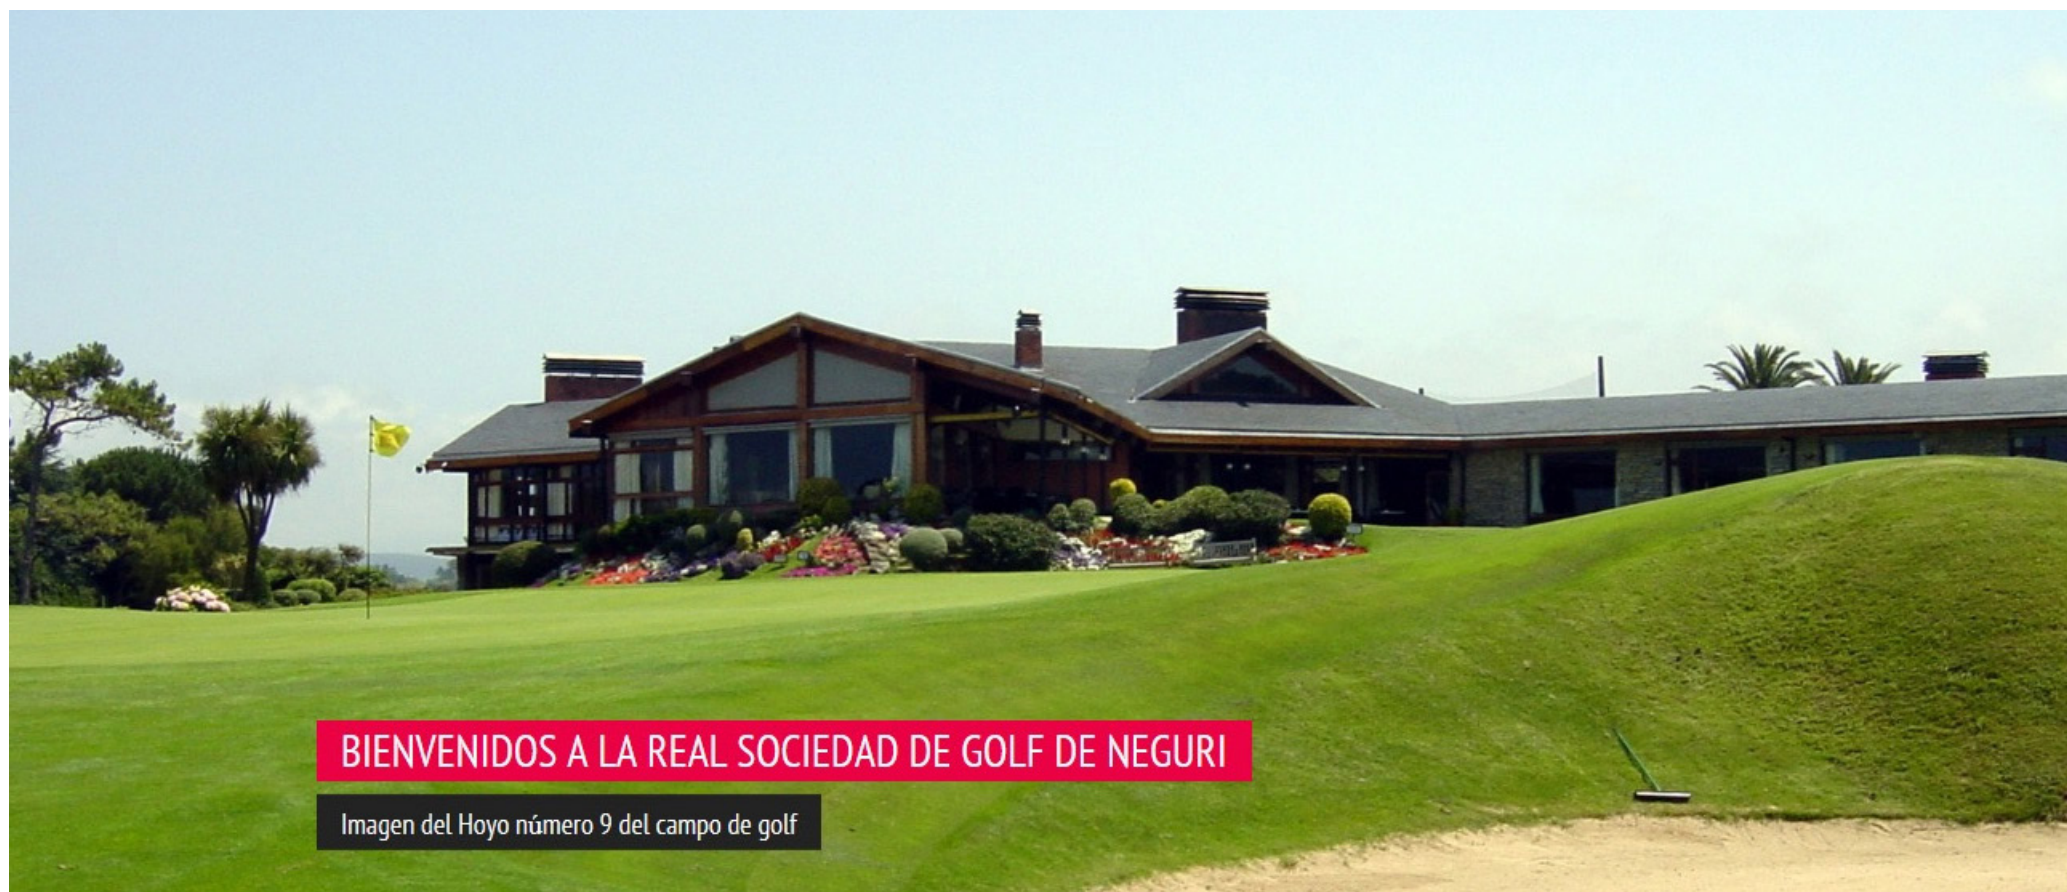 BIENVENIDOS A LA REAL SOCIEDAD DE GOLF DE NEGURI
Imagen del Hoyo número 9 del campo de golf